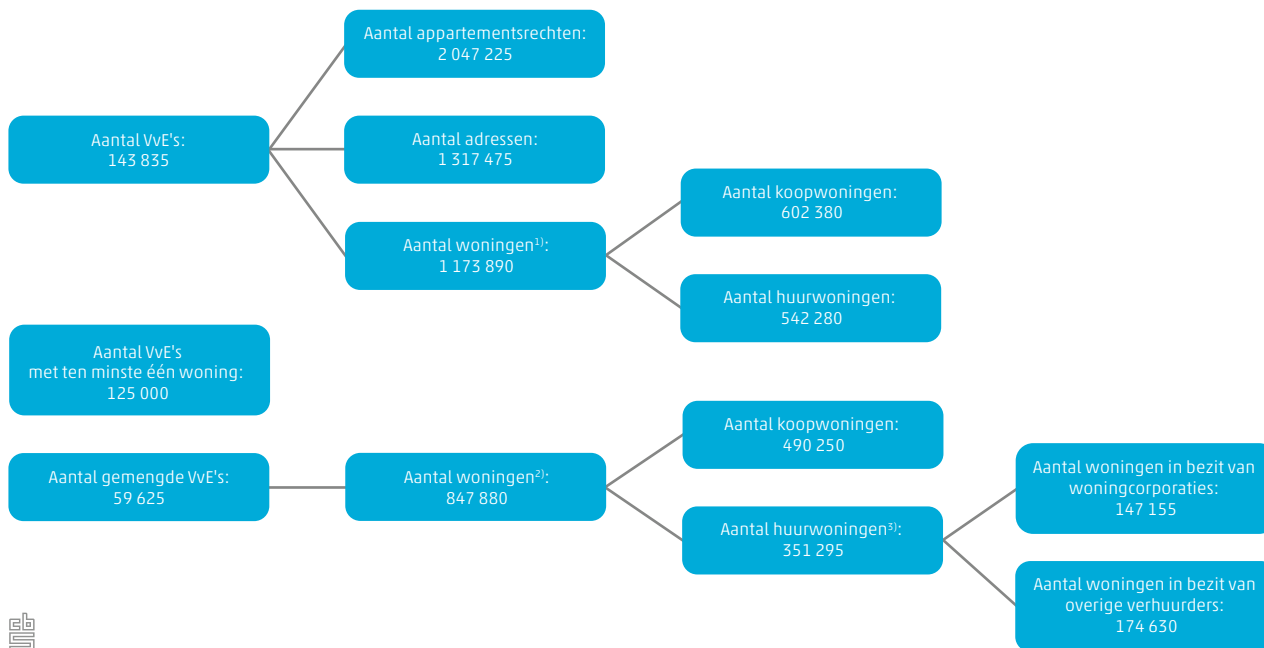 Aantal appartementsrechten:
2 047 225
Aantal VvE's:
143 835
Aantal adressen:
1 317 475
Aantal woningen1):
1 173 890
Aantal koopwoningen:
602 380
Aantal huurwoningen:
542 280
Aantal VvE's
met ten minste één woning:
125 000
Aantal gemengde VvE's:
59 625
Aantal woningen2):
847 880
Aantal koopwoningen:
490 250
Aantal huurwoningen3):
351 295
Aantal woningen in bezit van
woningcorporaties:
147 155
Aantal woningen in bezit van
overige verhuurders:
174 630